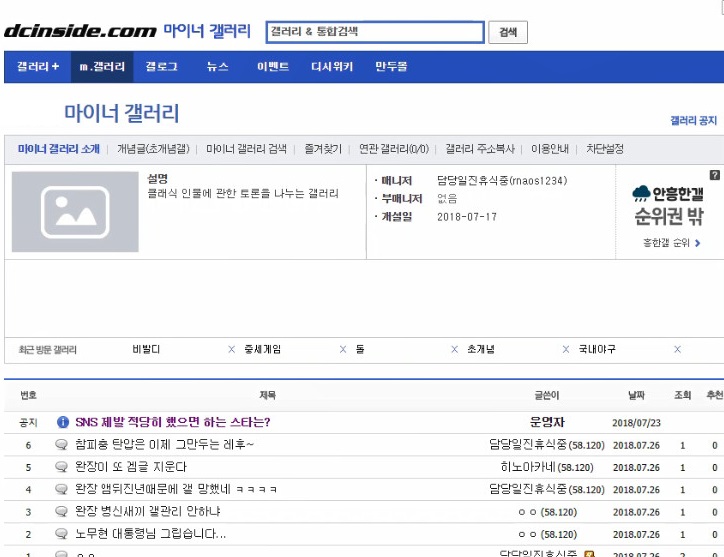 dcinside.com 마이너 갤러리 갤러리 & 통합검색 검색
갤러리 + m.갤러리 갤로그 뉴스 이벤트 디시위키 만두몰
마이너 갤러리
갤러리 공지
마이너 갤러리 소개 개념글(초개념갤) 마이너 갤러리 검색 즐겨찾기 연관 갤러리(0/0) 갤러리 주소복사 이용안내 차단설정
설명
클래식 인물에 관한 토론을 나누는 갤러리
· 매니저 담당일진휴식중(rnaos1234)
· 부매니저 없음
· 개설일 2018-07-17
?
안흥한갤
순위권 밖
흥한갤 순위 >
최근 방문 갤러리 비발디 X 중세게임 X 돌 X 초개념 X 국내야구 X
번호 제목 글쓴이 날짜 조회 추천
공지 SNS 제발 적당히 했으면 하는 스타는? 운영자 2018/07/23
6 참피충 탄압은 이제 그만두는 레후~ 담당일진휴식중(58.120) 2018.07.26 1 0
5 완장이 또 겜글 지운다 히노아카네(58.120) 2018.07.26 1 0
4 완장 앰뒤진년때문에 갤 망했네 ㅋㅋㅋㅋ 담당일진휴식중(58.120) 2018.07.26 1 0
3 완장 병신새끼 갤관리 안하냐 ㅇㅇ (58.120) 2018.07.26 1 0
2 노무현 대통령님 그립습니다... ㅇㅇ (58.120) 2018.07.26 1 0
1 담당일진휴식중 2018.07.26 2 0